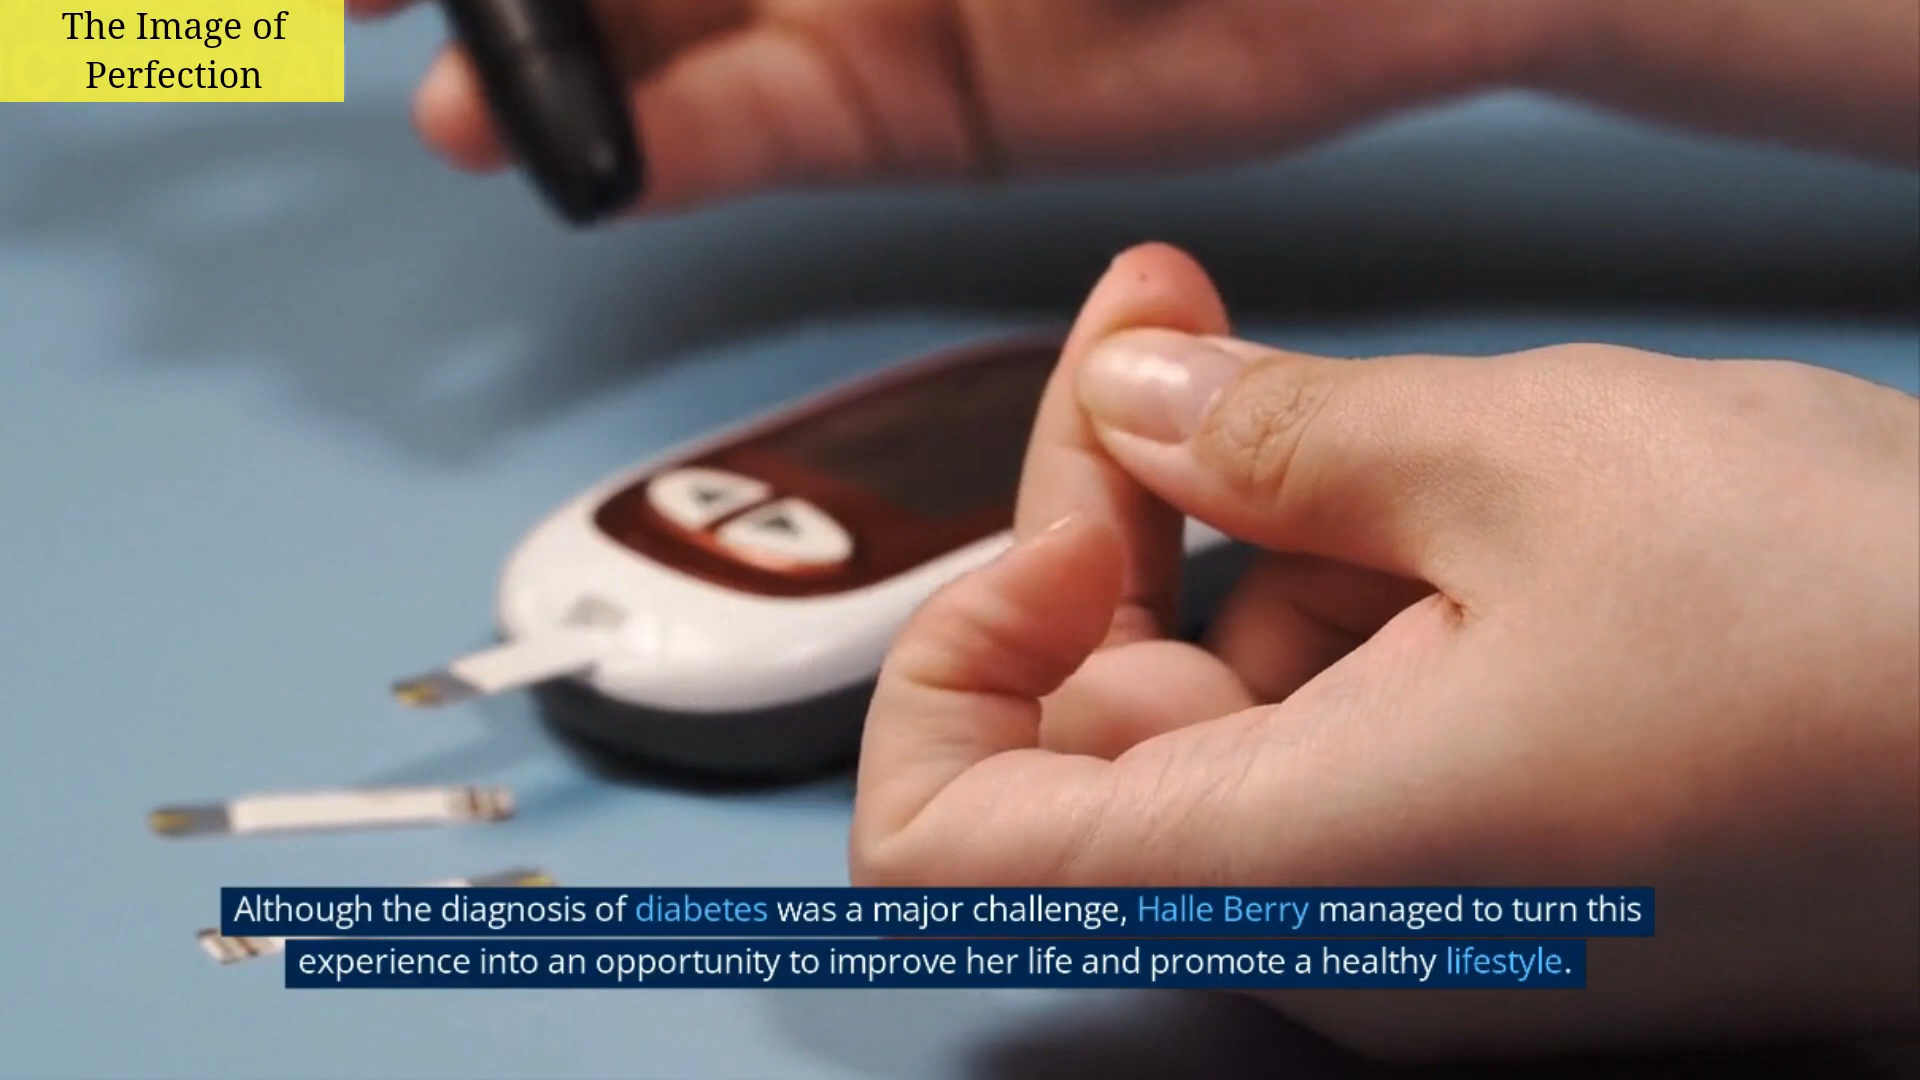 The Image of
Perfection
Although the diagnosis of diabetes was a major challenge, Halle Berry managed to turn this
experience into an opportunity to improve her life and promote a healthy lifestyle.